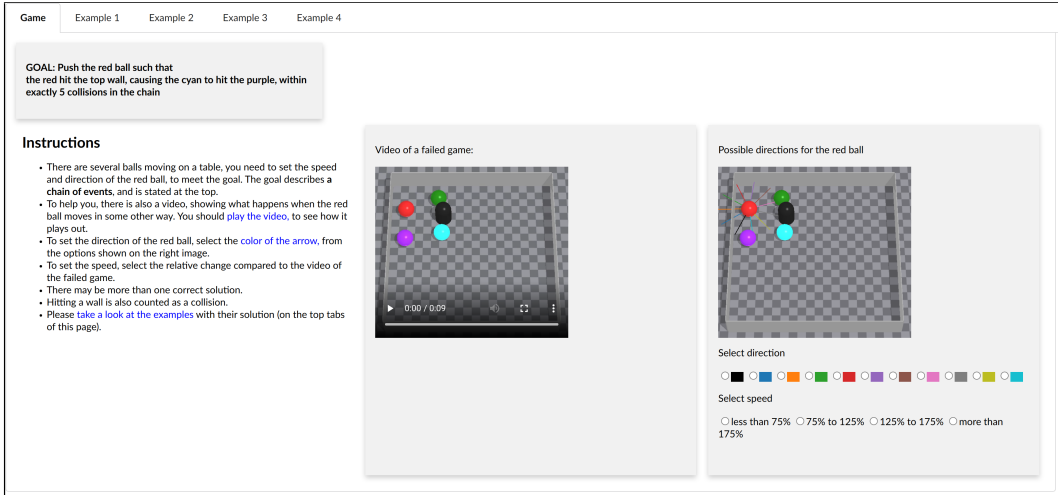 Game Example 1 Example 2 Example 3 Example 4
GOAL: Push the red ball such that
the red hit the top wall, causing the cyan to hit the purple, within
exactly 5 collisions in the chain
Instructions
• There are several balls moving on a table, you need to set the speed
and direction of the red ball, to meet the goal. The goal describes a
chain of events, and is stated at the top.
• To help you, there is also a video, showing what happens when the red
ball moves in some other way. You should play the video, to see how it
plays out.
• To set the direction of the red ball, select the color of the arrow, from
the options shown on the right image.
• To set the speed, select the relative change compared to the video of
the failed game.
• There may be more than one correct solution.
• Hitting a wall is also counted as a collision.
• Please take a look at the examples with their solution (on the top tabs
of this page).
Video of a failed game:
0:00 / 0:09
Possible directions for the red ball
Select direction
Select speed
less than 75% 75% to 125% 125% to 175% more than
175%